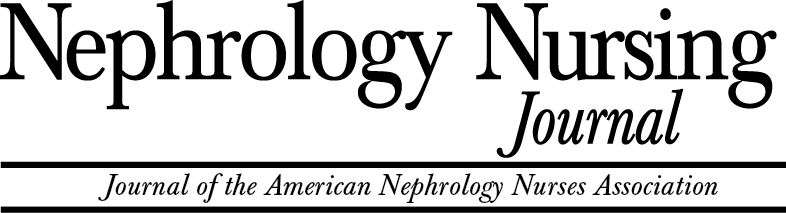 Nephrology Nursing
Journal
Journal of the American Nephrology Nurses Association